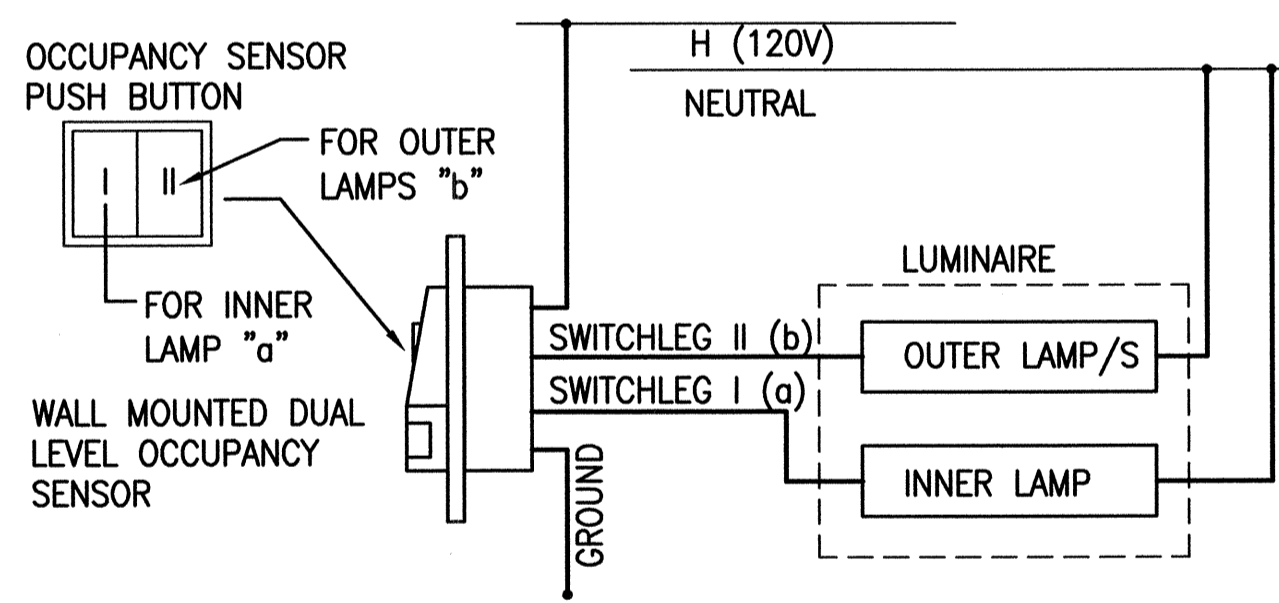 H (120V)
NEUTRAL
OCCUPANCY SENSOR
PUSH BUTTON
I
II
FOR OUTER
LAMPS "b"
FOR INNER
LAMP "a"
WALL MOUNTED DUAL
LEVEL OCCUPANCY
SENSOR
SWITCHLEG II (b)
SWITCHLEG I (a)
GROUND
LUMINAIRE
OUTER LAMP/S
INNER LAMP